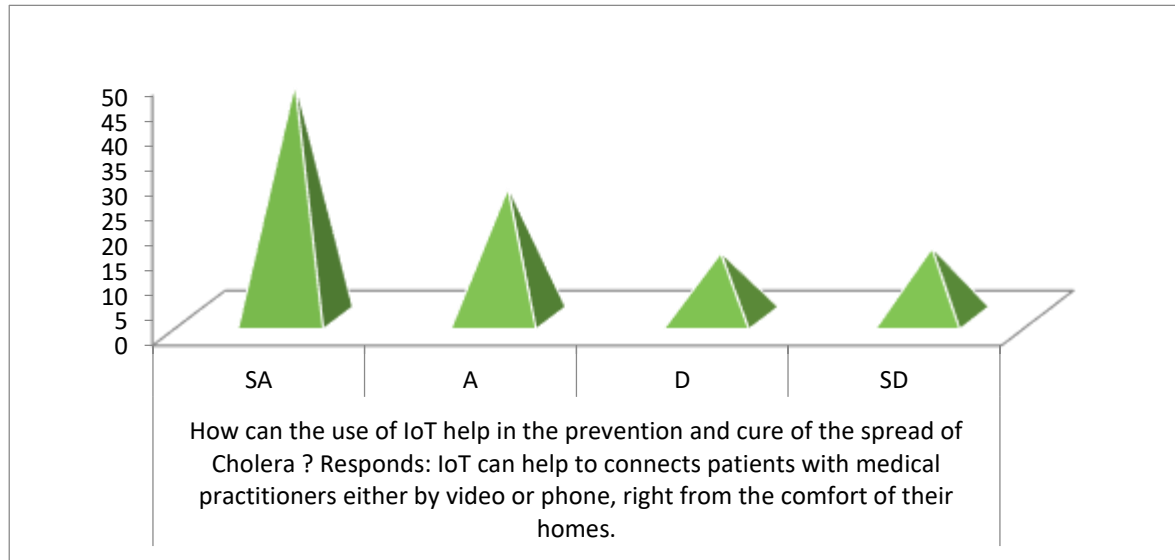 50
45
40
35
30
25
20
15
10
5
0
SA A D SD
How can the use of IoT help in the prevention and cure of the spread of
Cholera ? Responds: IoT can help to connects patients with medical
practitioners either by video or phone, right from the comfort of their
homes.